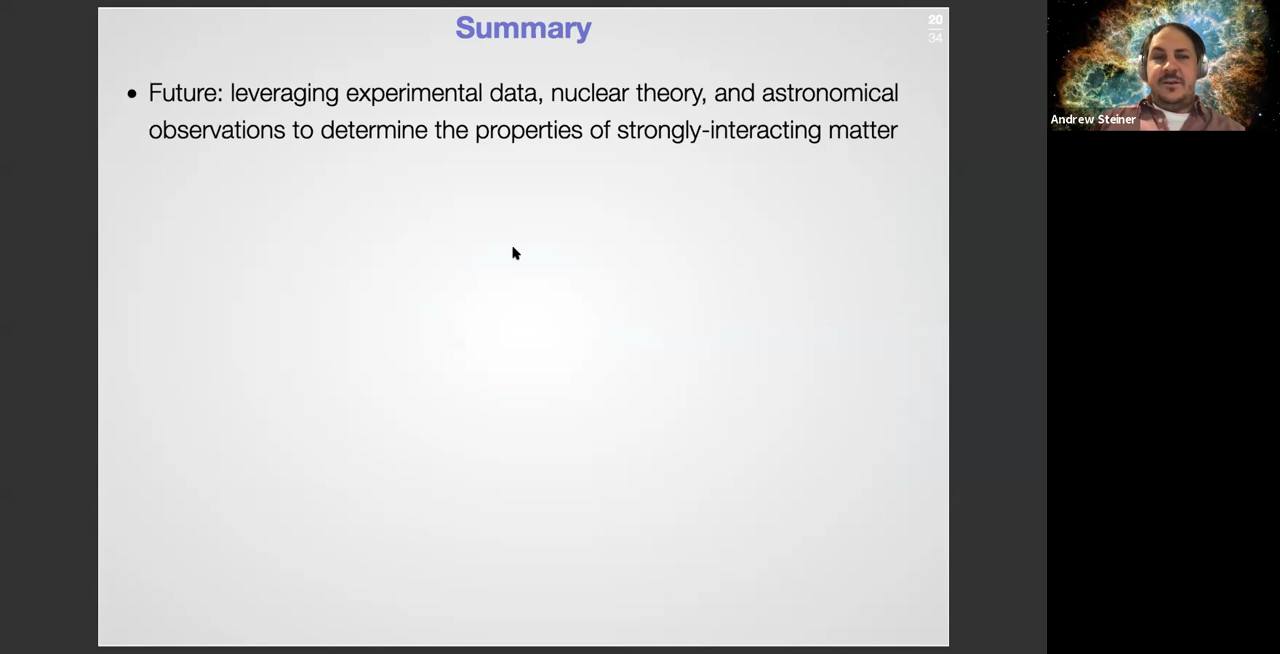 Summary
20
34
• Future: leveraging experimental data, nuclear theory, and astronomical
observations to determine the properties of strongly-interacting matter
Andrew Steiner